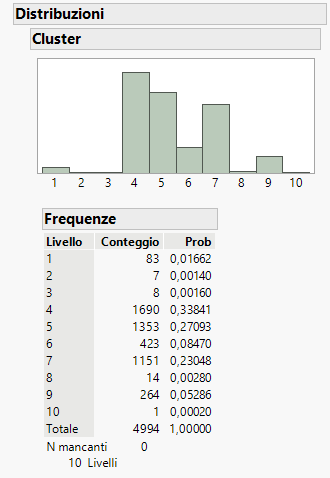 Distribuzioni
Cluster
1 2 3 4 5 6 7 8 9 10
Frequenze
Livello Conteggio Prob
1 83 0,01662
2 7 0,00140
3 8 0,00160
4 1690 0,33841
5 1353 0,27093
6 423 0,08470
7 1151 0,23048
8 14 0,00280
9 264 0,05286
10 1 0,00020
Totale 4994 1,00000
N mancanti 0
10 Livelli